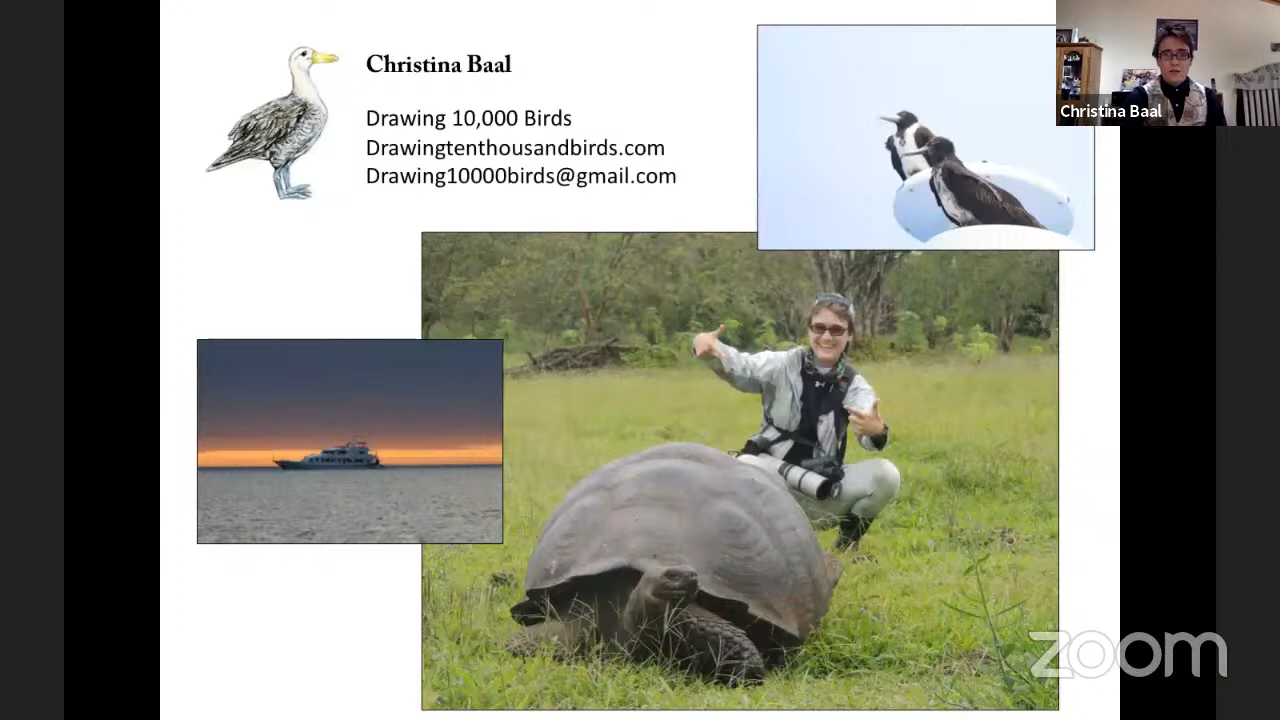 Christina Baal
Drawing 10,000 Birds
Drawingtenthousandbirds.com
Drawing10000birds@gmail.com
Christina Baal
zoom